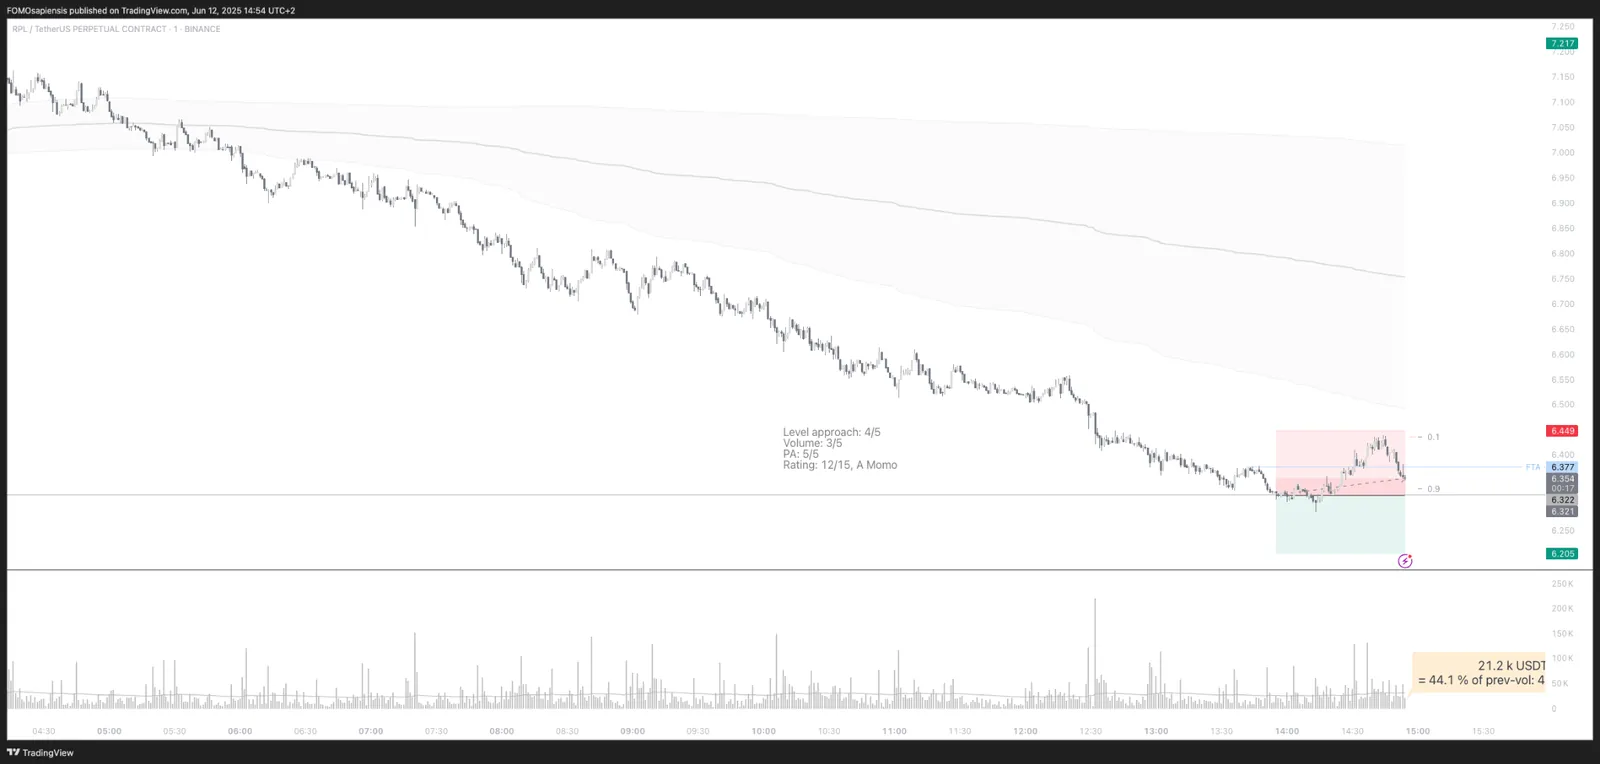 FOMOsapiensis published on TradingView.com, Jun 12, 2025 14:54 UTC+2
RPL / TetherUS PERPETUAL CONTRACT · 1 · BINANCE
7.250
7.217
7.200
7.150
7.100
7.050
7.000
6.950
6.900
6.850
6.800
6.750
6.700
6.650
6.600
6.550
6.500
Level approach: 4/5
Volume: 3/5
PA: 5/5
Rating: 12/15, A Momo
6.449
0.1
6.400
FTA
6.377
6.354
00:17
0.9
6.322
6.321
6.250
6.205
250 K
200 K
150 K
100 K
50 K
0
21.2 k USDT
= 44.1 % of prev-vol: 4
04:30 05:00 05:30 06:00 06:30 07:00 07:30 08:00 08:30 09:00 09:30 10:00 10:30 11:00 11:30 12:00 12:30 13:00 13:30 14:00 14:30 15:00 15:30
TradingView